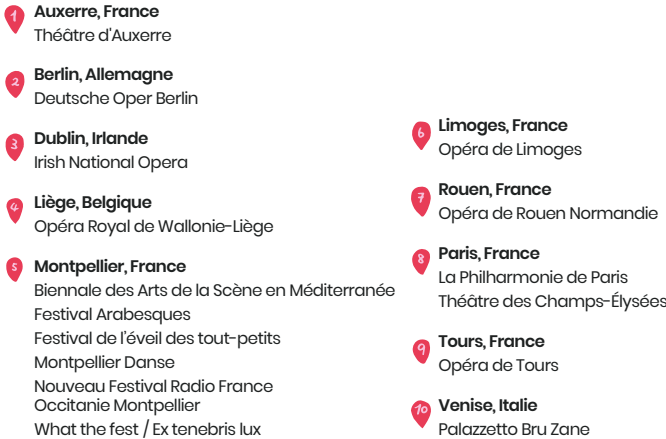 1
Auxerre, France
Théâtre d'Auxerre
2
Berlin, Allemagne
Deutsche Oper Berlin
3
Dublin, Irlande
Irish National Opera
4
Liège, Belgique
Opéra Royal de Wallonie-Liège
5
Montpellier, France
Biennale des Arts de la Scène en Méditerranée
Festival Arabesques
Festival de l'éveil des tout-petits
Montpellier Danse
Nouveau Festival Radio France
Occitanie Montpellier
What the fest / Ex tenebris lux
6
Limoges, France
Opéra de Limoges
7
Rouen, France
Opéra de Rouen Normandie
8
Paris, France
La Philharmonie de Paris
Théâtre des Champs-Élysées
9
Tours, France
Opéra de Tours
10
Venise, Italie
Palazzetto Bru Zane